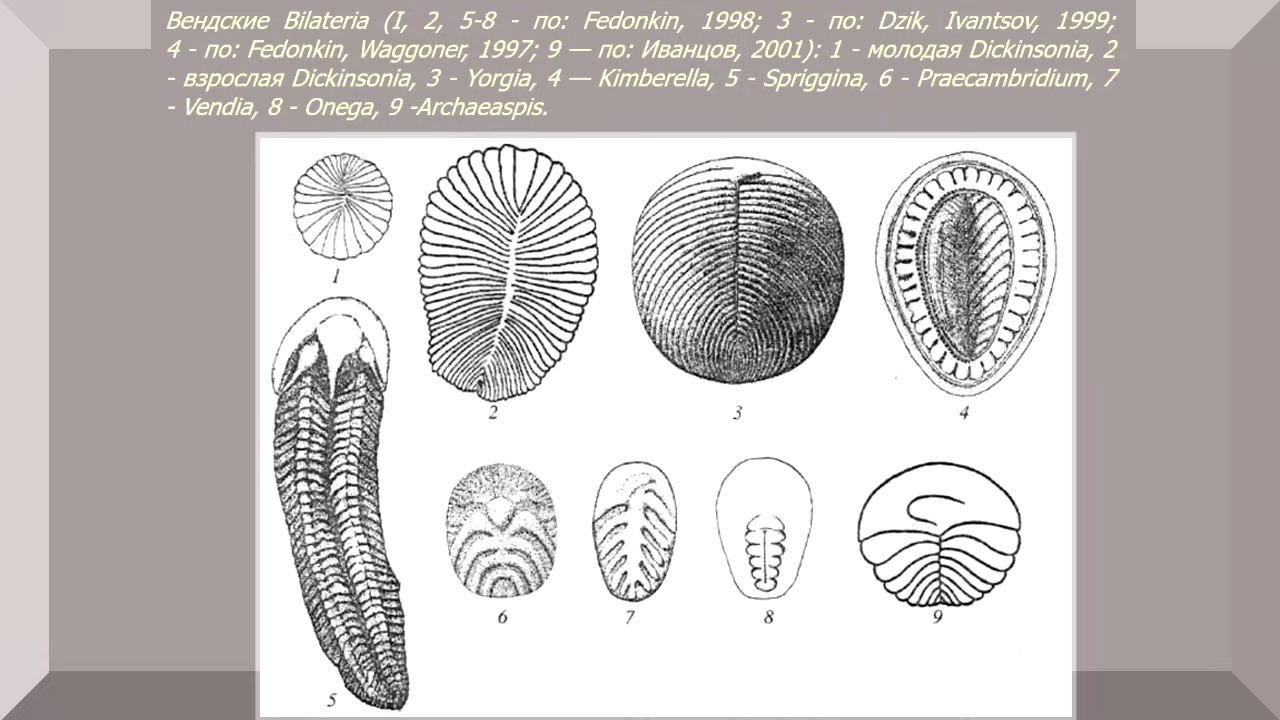 Вендские Bilateria (I, 2, 5-8 - по: Fedonkin, 1998; 3 - по: Dzik, Ivantsov, 1999;
4 - по: Fedonkin, Waggoner, 1997; 9 — по: Иванцов, 2001): 1 - молодая Dickinsonia, 2
- взрослая Dickinsonia, 3 - Yorgia, 4 — Kimberella, 5 - Spriggina, 6 - Praecambridium, 7
- Vendia, 8 - Onega, 9 -Archaeaspis.
1
2
3
4
5
6
7
8
9